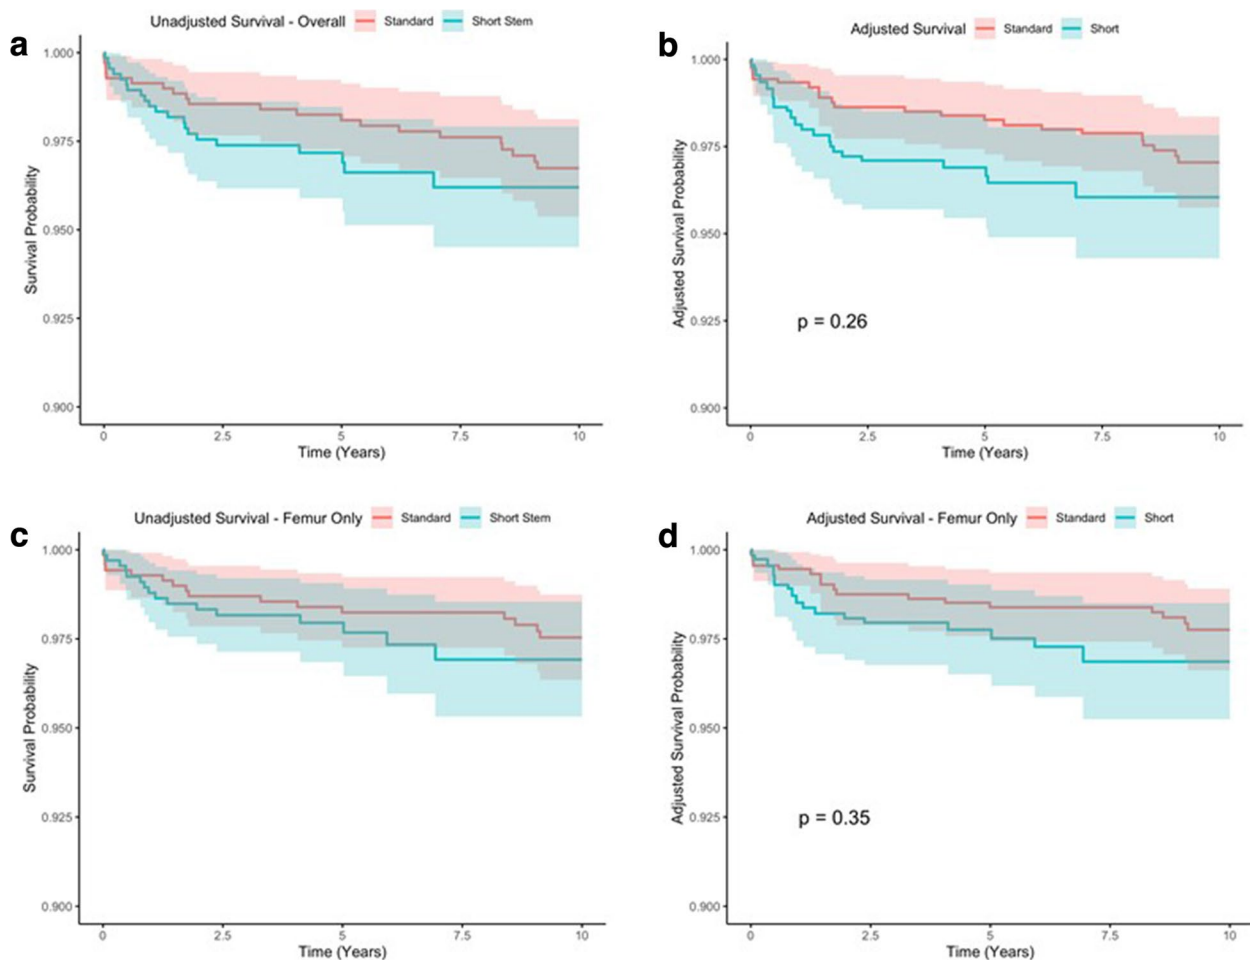 a
Unadjusted Survival - Overall Standard Short Stem
1.000
0.975
0.950
0.925
0.900
Survival Probability
0 2.5 5 7.5 10
Time (Years)
b
Adjusted Survival Standard Short
1.000
0.975
0.950
0.925
0.900
Adjusted Survival Probability
p = 0.26
0 2.5 5 7.5 10
Time (Years)
c
Unadjusted Survival - Femur Only Standard Short Stem
1.000
0.975
0.950
0.925
0.900
Survival Probability
0 2.5 5 7.5 10
Time (Years)
d
Adjusted Survival - Femur Only Standard Short
1.000
0.975
0.950
0.925
0.900
Adjusted Survival Probability
p = 0.35
0 2.5 5 7.5 10
Time (Years)